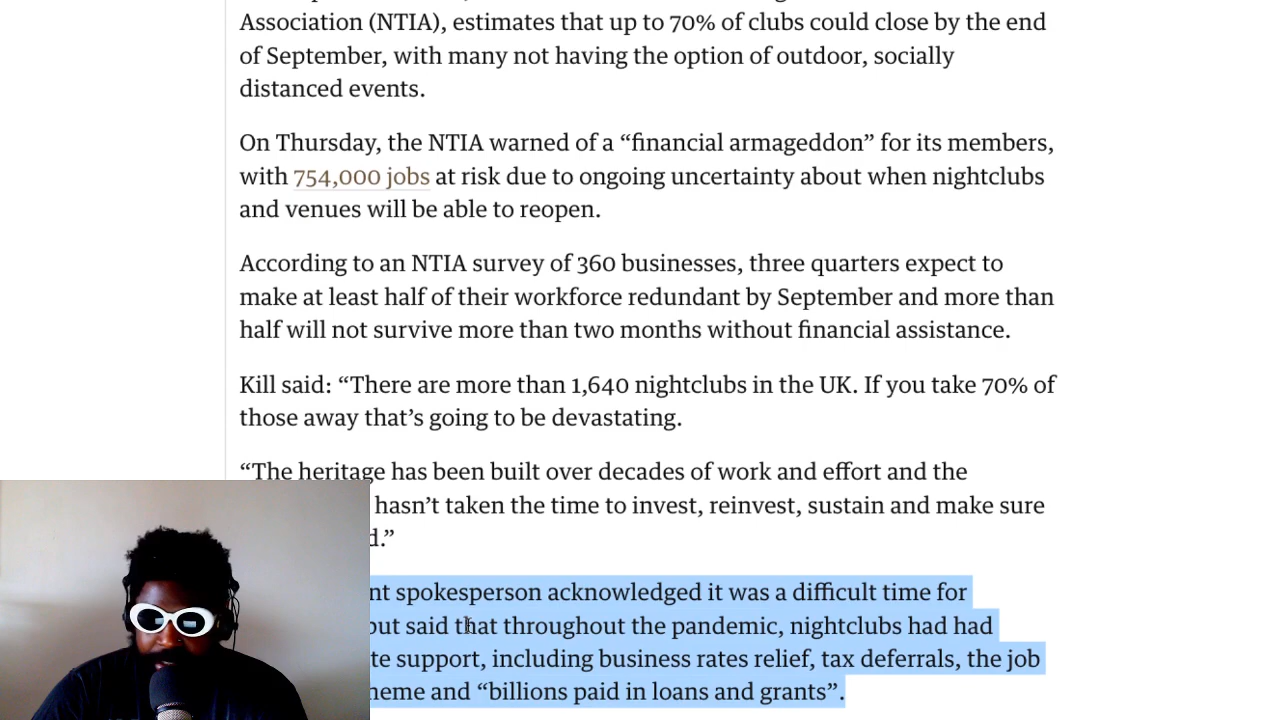 Association (NTIA), estimates that up to 70% of clubs could close by the end
of September, with many not having the option of outdoor, socially
distanced events.
On Thursday, the NTIA warned of a “financial armageddon” for its members,
with 754,000 jobs at risk due to ongoing uncertainty about when nightclubs
and venues will be able to reopen.
According to an NTIA survey of 360 businesses, three quarters expect to
make at least half of their workforce redundant by September and more than
half will not survive more than two months without financial assistance.
Kill said: “There are more than 1,640 nightclubs in the UK. If you take 70% of
those away that’s going to be devastating.
“The heritage has been built over decades of work and effort and the
hasn’t taken the time to invest, reinvest, sustain and make sure
d.”
nt spokesperson acknowledged it was a difficult time for
but said that throughout the pandemic, nightclubs had had
te support, including business rates relief, tax deferrals, the job
heme and “billions paid in loans and grants”.